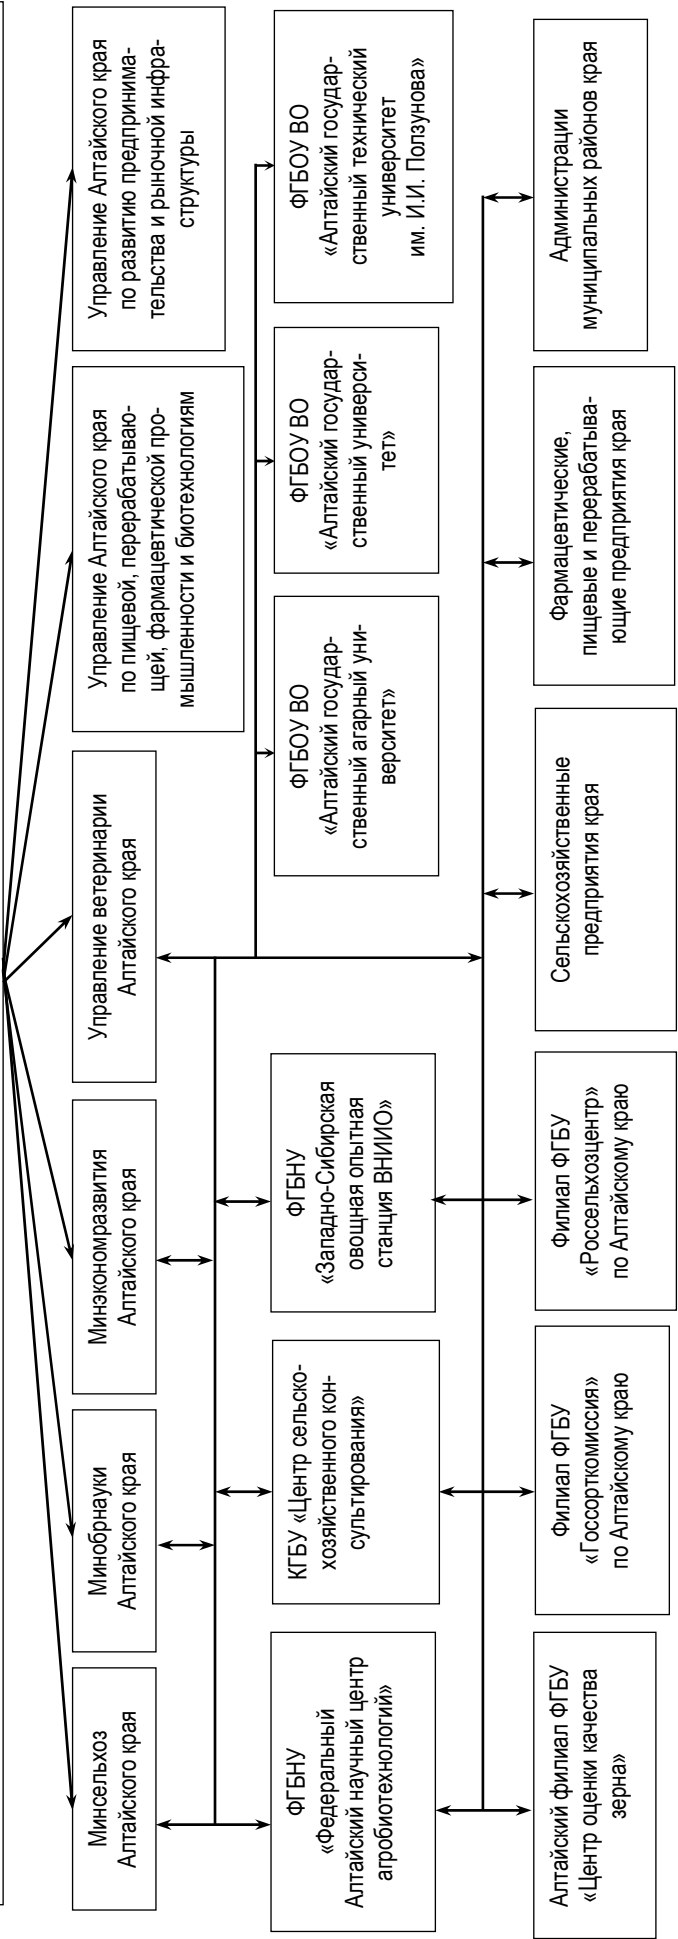 Минсельхоз
Алтайского края
Минобрнауки
Алтайского края
Минэкономразвития
Алтайского края
Управление ветеринарии
Алтайского края
Управление Алтайского края
по пищевой, перерабатываю-
щей, фармацевтической про-
мышленности и биотехнологиям
Управление Алтайского края
по развитию предпринима-
тельства и рыночной инфра-
структуры
ФГБНУ
«Федеральный
Алтайский научный центр
агробиотехнологий»
КГБУ «Центр сельско-
хозяйственного кон-
сультирования»
ФГБНУ
«Западно-Сибирская
овощная опытная
станция ВНИИО»
ФГБОУ ВО
«Алтайский государ-
ственный агарный уни-
верситет»
ФГБОУ ВО
«Алтайский государ-
ственный универси-
тет»
ФГБОУ ВО
«Алтайский государ-
ственный технический
университет
им. И.И. Ползунова»
Алтайский филиал ФГБУ
«Центр оценки качества
зерна»
Филиал ФГБУ
«Госсорткомиссия»
по Алтайскому краю
Филиал ФГБУ
«Россельхозцентр»
по Алтайскому краю
Сельскохозяйственные
предприятия края
Фармацевтические,
пищевые и перерабатыва-
ющие предприятия края
Администрации
муниципальных районов края